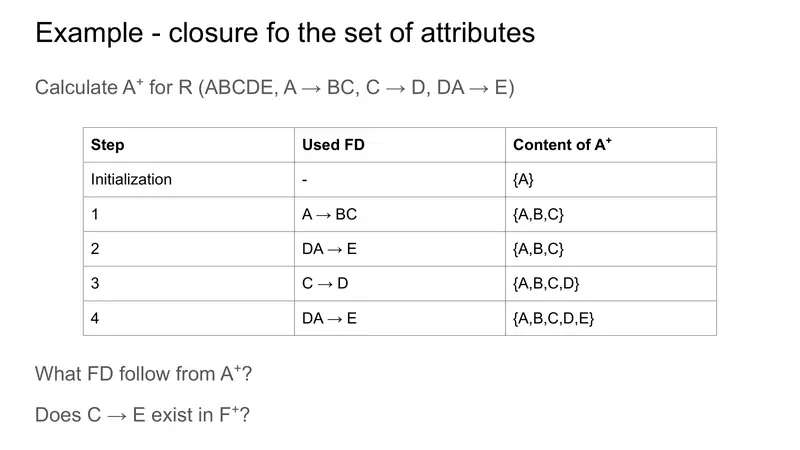 Example - closure fo the set of attributes
Calculate A⁺ for R (ABCDE, A → BC, C → D, DA → E)
Step Used FD Content of A⁺
Initialization - {A}
1 A → BC {A,B,C}
2 DA → E {A,B,C}
3 C → D {A,B,C,D}
4 DA → E {A,B,C,D,E}
What FD follow from A⁺?
Does C → E exist in F⁺?